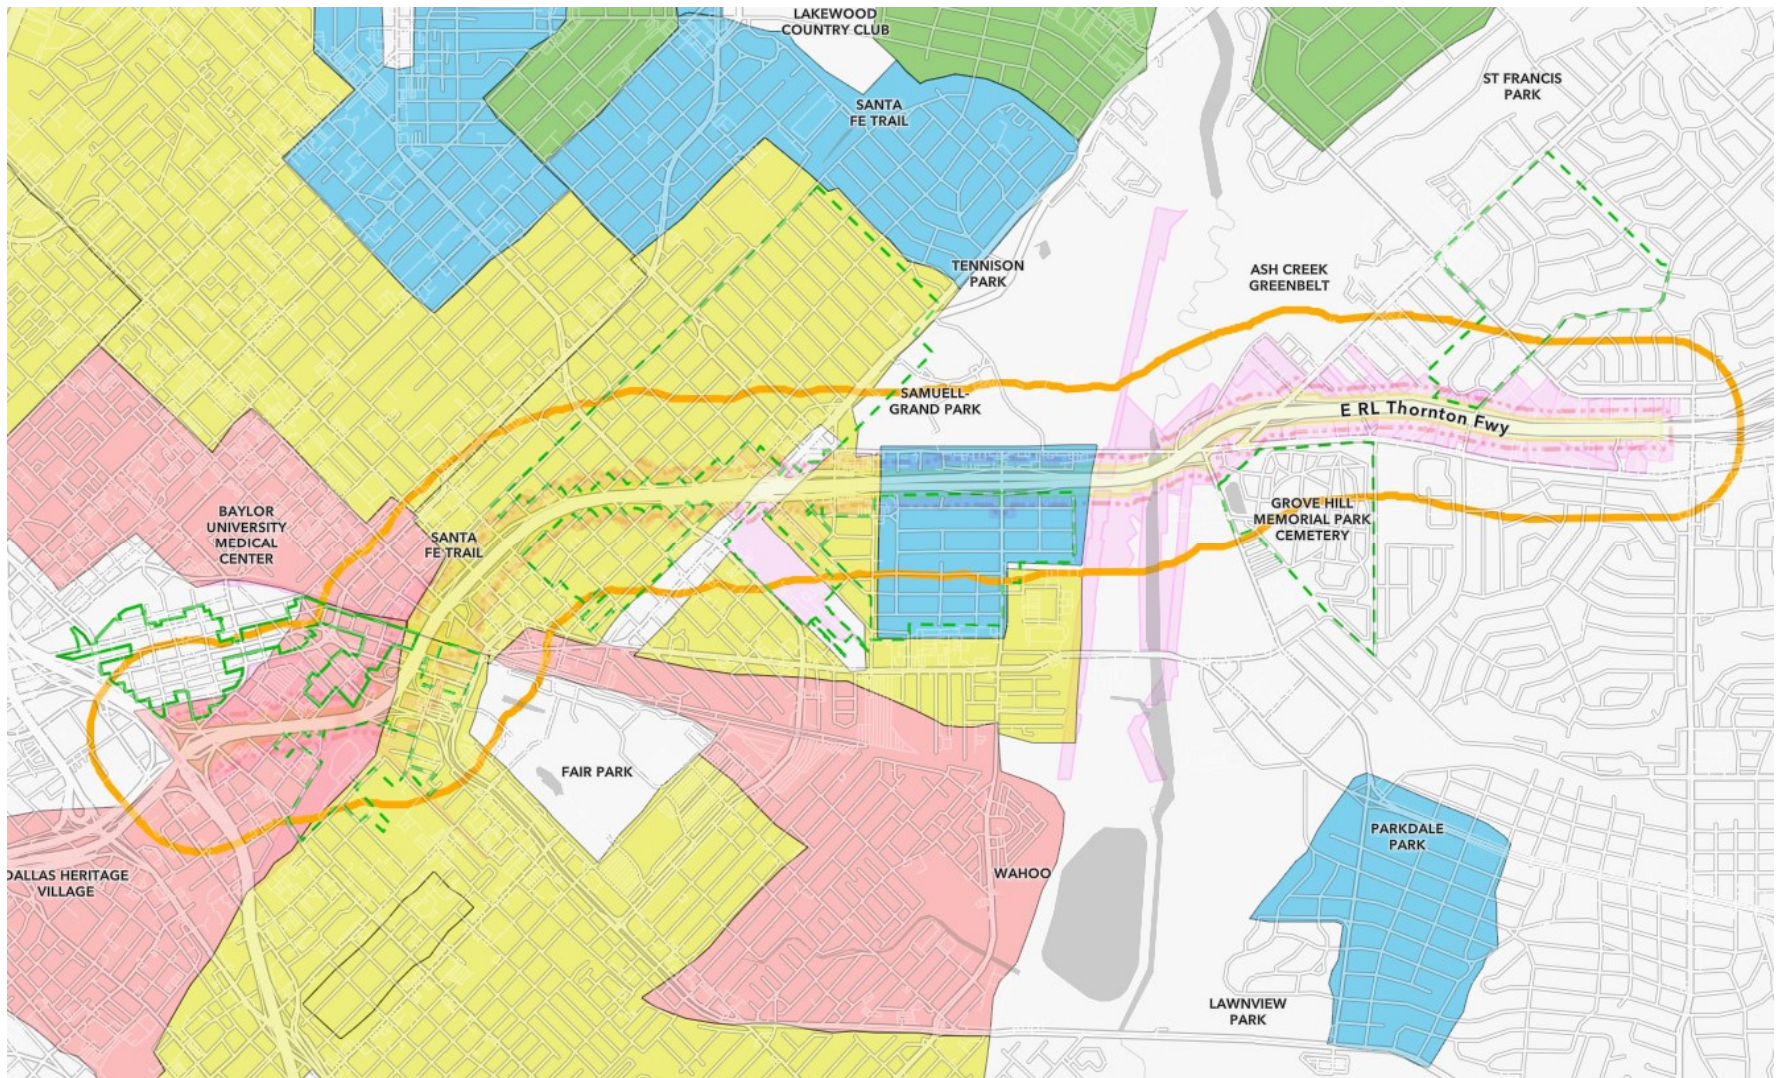 LAKEWOOD
COUNTRY CLUB
ST FRANCIS
PARK
SANTA
FE TRAIL
TENNISON
PARK
ASH CREEK
GREENBELT
SAMUELL-
GRAND PARK
E RL Thornton Fwy
BAYLOR
UNIVERSITY
MEDICAL
CENTER
SANTA
FE TRAIL
GROVE HILL
MEMORIAL PARK
CEMETERY
FAIR PARK
PARKDALE
PARK
DALLAS HERITAGE
VILLAGE
WAHOO
LAWNVIEW
PARK